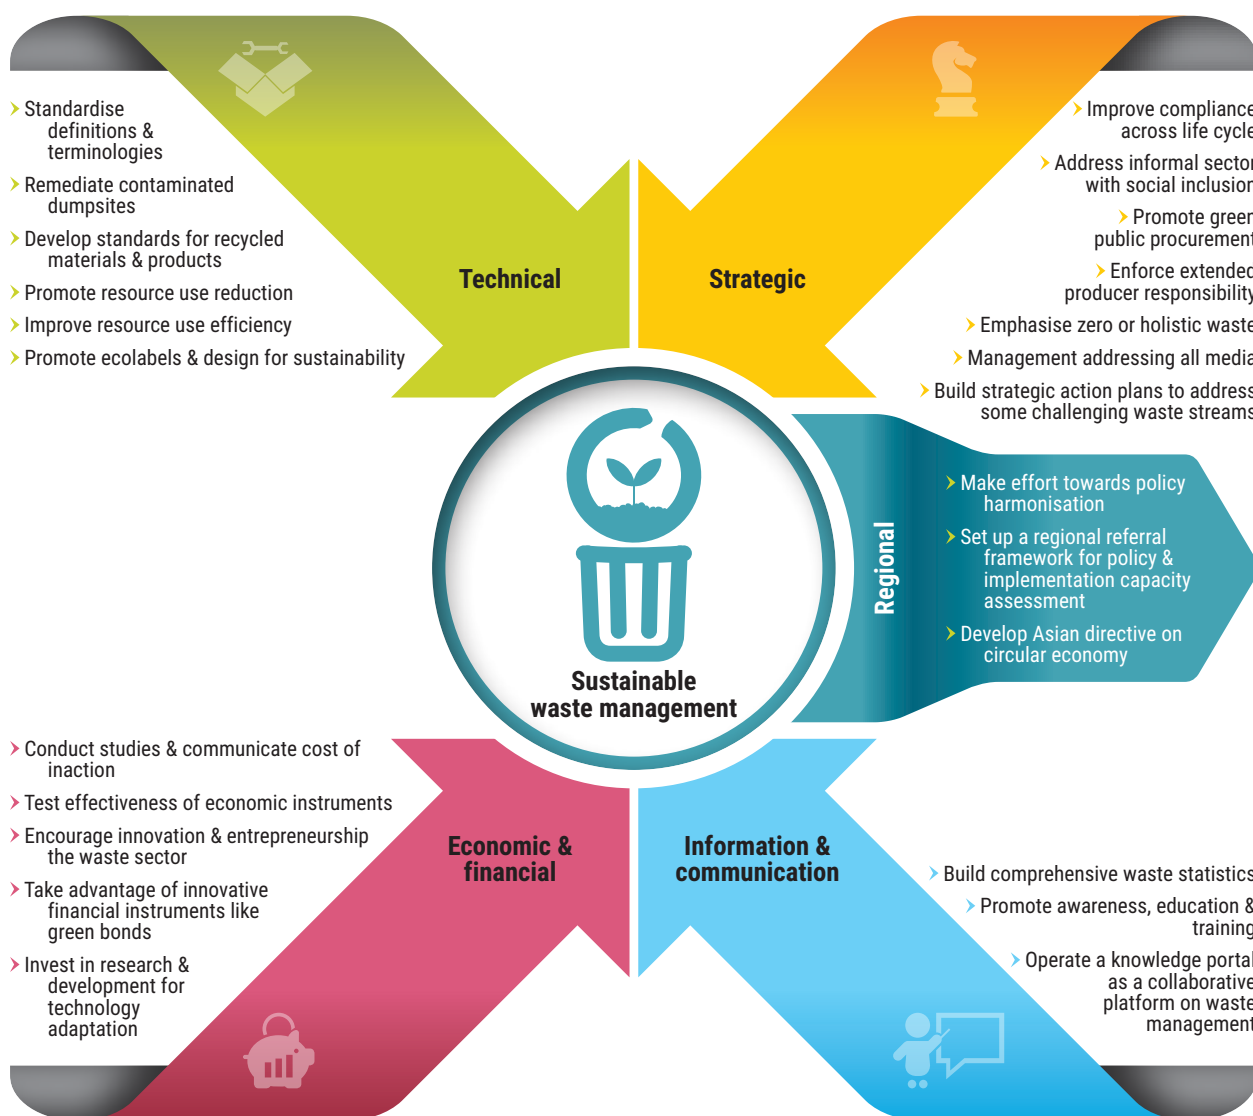 Standardise
definitions &
terminologies
Remediate contaminated
dumpsites
Develop standards for recycled
materials & products
Promote resource use reduction
Improve resource use efficiency
Promote ecolabels & design for sustainability
Technical
Strategic
Improve compliance
across life cycle
Address informal sector
with social inclusion
Promote green
public procurement
Enforce extended
producer responsibility
Emphasise zero or holistic waste
Management addressing all media
Build strategic action plans to address
some challenging waste streams
Regional
Make effort towards policy
harmonisation
Set up a regional referral
framework for policy &
implementation capacity
assessment
Develop Asian directive on
circular economy
Sustainable
waste management
Conduct studies & communicate cost of
inaction
Test effectiveness of economic instruments
Encourage innovation & entrepreneurship
the waste sector
Take advantage of innovative
financial instruments like
green bonds
Invest in research &
development for
technology
adaptation
Economic &
financial
Information &
communication
Build comprehensive waste statistics
Promote awareness, education &
training
Operate a knowledge portal
as a collaborative
platform on waste
management